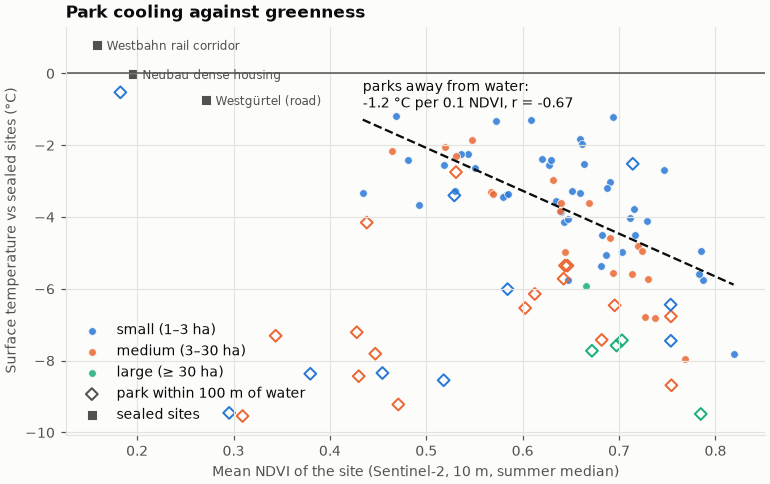 Park cooling against greenness
Westbahn rail corridor
Neubau dense housing
Westgürtel (road)
parks away from water:
-1.2 °C per 0.1 NDVI, r = -0.67
0
−2
−4
−6
−8
−10
Surface temperature vs sealed sites (°C)
small (1–3 ha)
medium (3–30 ha)
large (≥ 30 ha)
park within 100 m of water
sealed sites
0.2 0.3 0.4 0.5 0.6 0.7 0.8
Mean NDVI of the site (Sentinel-2, 10 m, summer median)